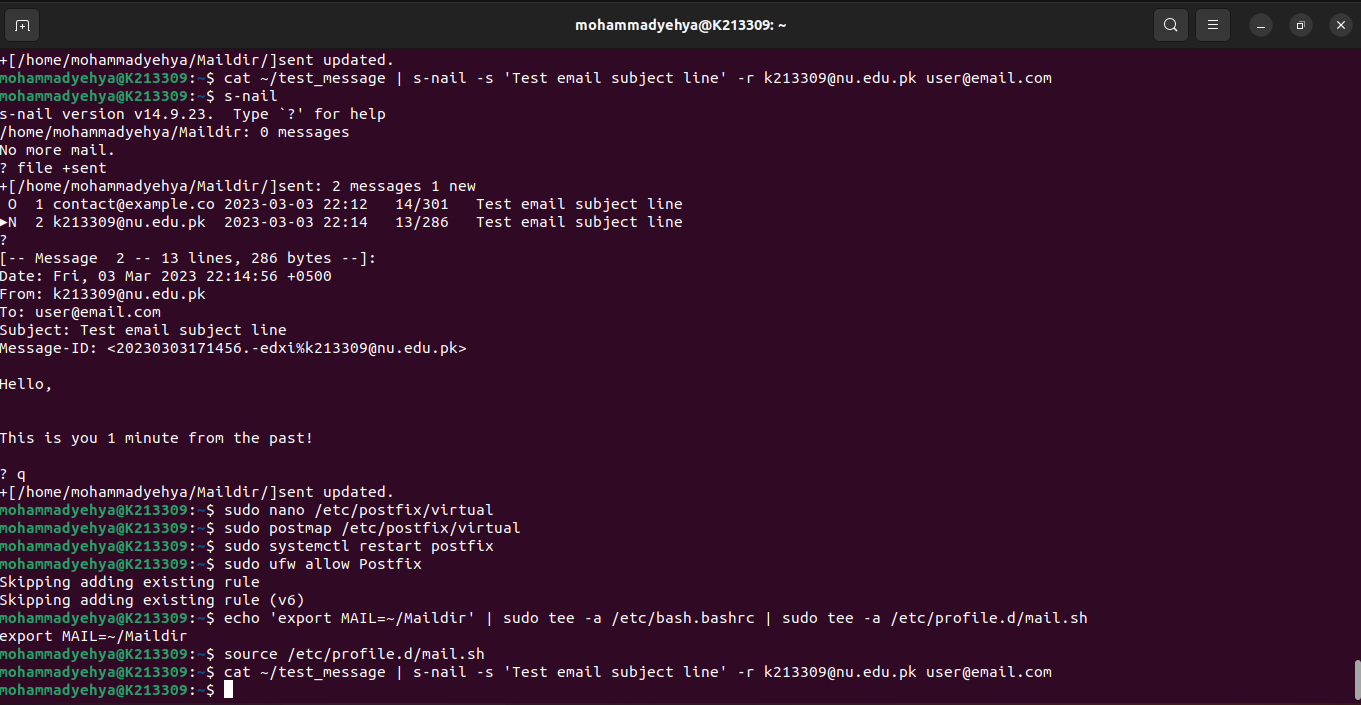 mohammadyehya@K213309: ~
+[/home/mohammadyehya/Maildir/]sent updated.
mohammadyehya@K213309:~$ cat ~/test_message | s-nail -s 'Test email subject line' -r k213309@nu.edu.pk user@email.com
mohammadyehya@K213309:~$ s-nail
s-nail version v14.9.23.  Type `?' for help
/home/mohammadyehya/Maildir: 0 messages
No more mail.
? file +sent
+[/home/mohammadyehya/Maildir/]sent: 2 messages 1 new
 O  1 contact@example.co 2023-03-03 22:12   14/301   Test email subject line
▸N  2 k213309@nu.edu.pk  2023-03-03 22:14   13/286   Test email subject line
?
[-- Message  2 -- 13 lines, 286 bytes --]:
Date: Fri, 03 Mar 2023 22:14:56 +0500
From: k213309@nu.edu.pk
To: user@email.com
Subject: Test email subject line
Message-ID: <20230303171456.-edxi%k213309@nu.edu.pk>
Hello,
This is you 1 minute from the past!
? q
+[/home/mohammadyehya/Maildir/]sent updated.
mohammadyehya@K213309:~$ sudo nano /etc/postfix/virtual
mohammadyehya@K213309:~$ sudo postmap /etc/postfix/virtual
mohammadyehya@K213309:~$ sudo systemctl restart postfix
mohammadyehya@K213309:~$ sudo ufw allow Postfix
Skipping adding existing rule
Skipping adding existing rule (v6)
mohammadyehya@K213309:~$ echo 'export MAIL=~/Maildir' | sudo tee -a /etc/bash.bashrc | sudo tee -a /etc/profile.d/mail.sh
export MAIL=~/Maildir
mohammadyehya@K213309:~$ source /etc/profile.d/mail.sh
mohammadyehya@K213309:~$ cat ~/test_message | s-nail -s 'Test email subject line' -r k213309@nu.edu.pk user@email.com
mohammadyehya@K213309:~$